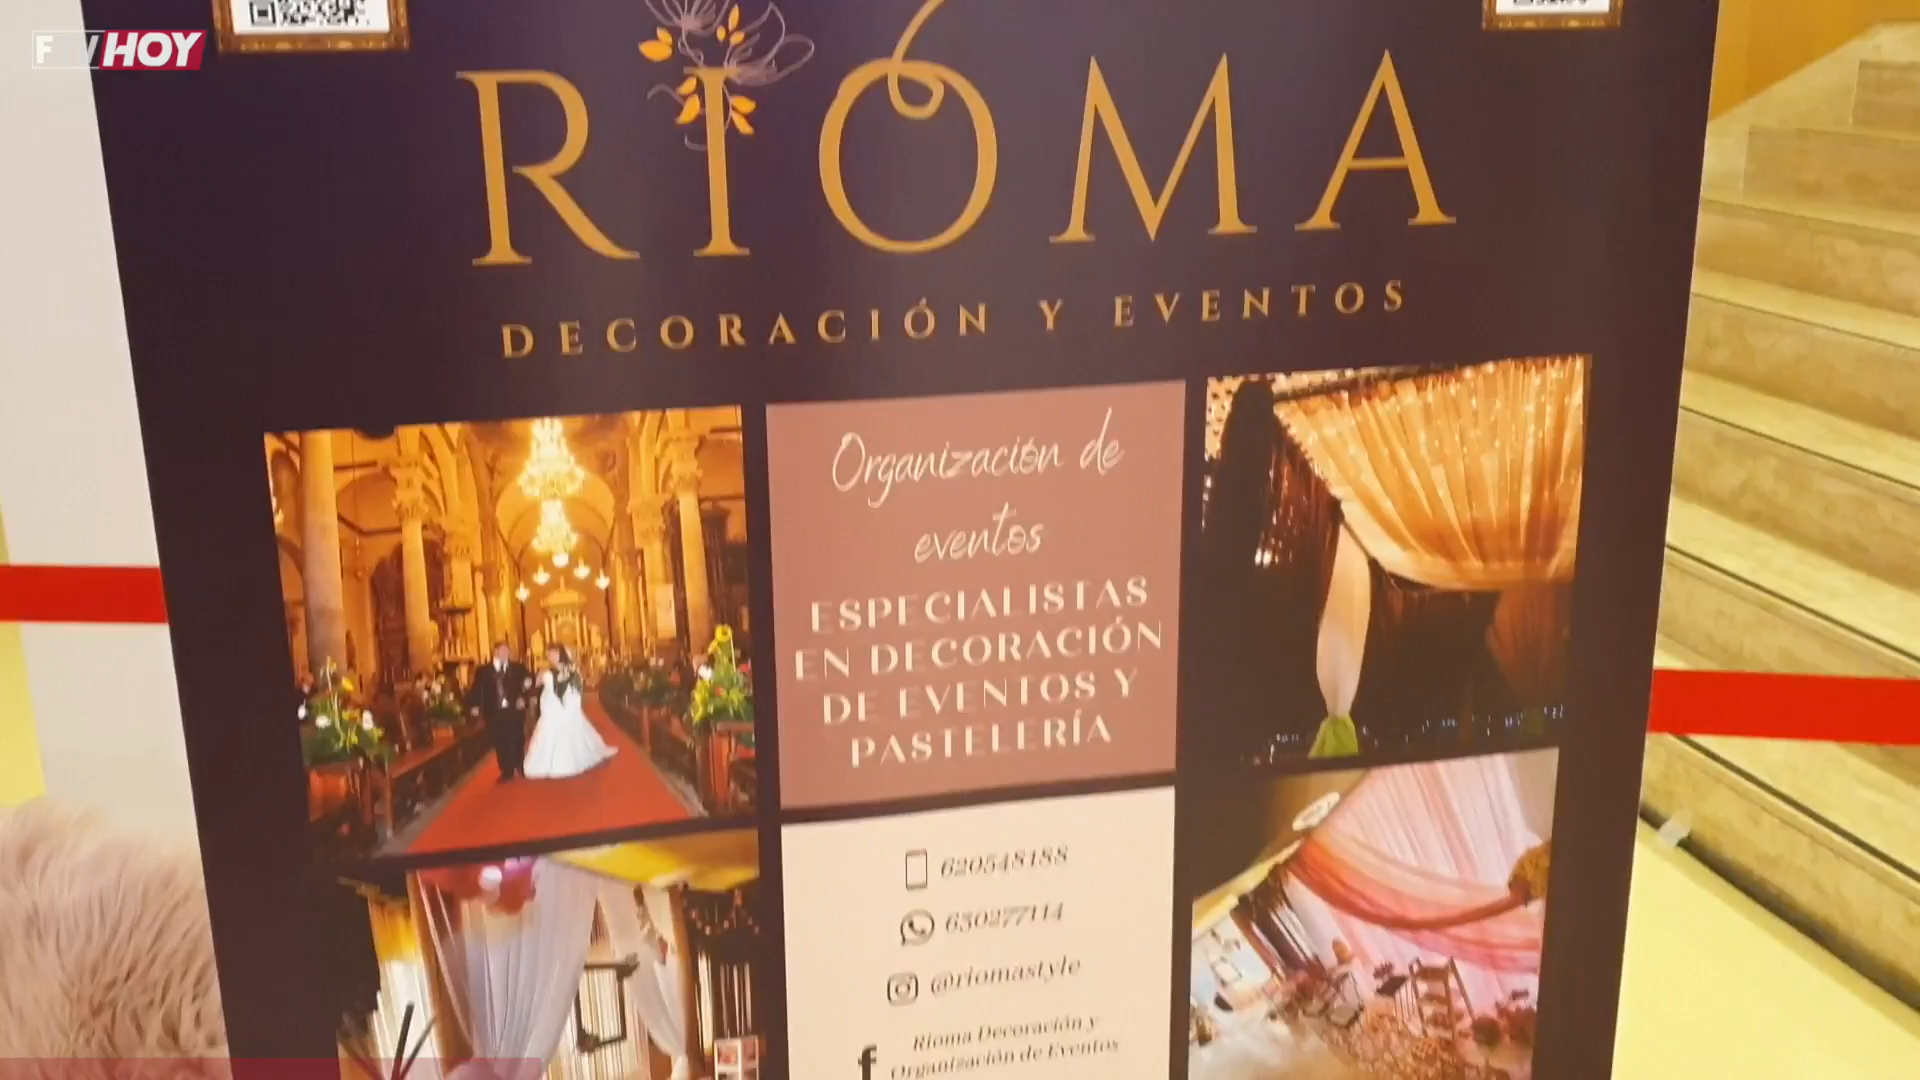 HOY
RIOMA
DECORACIÓN Y EVENTOS
Organización de
eventos
ESPECIALISTAS
EN DECORACIÓN
DE EVENTOS Y
PASTELERÍA
620548188
650277114
@riomastyle
Rioma Decoración y
Organización de Eventos